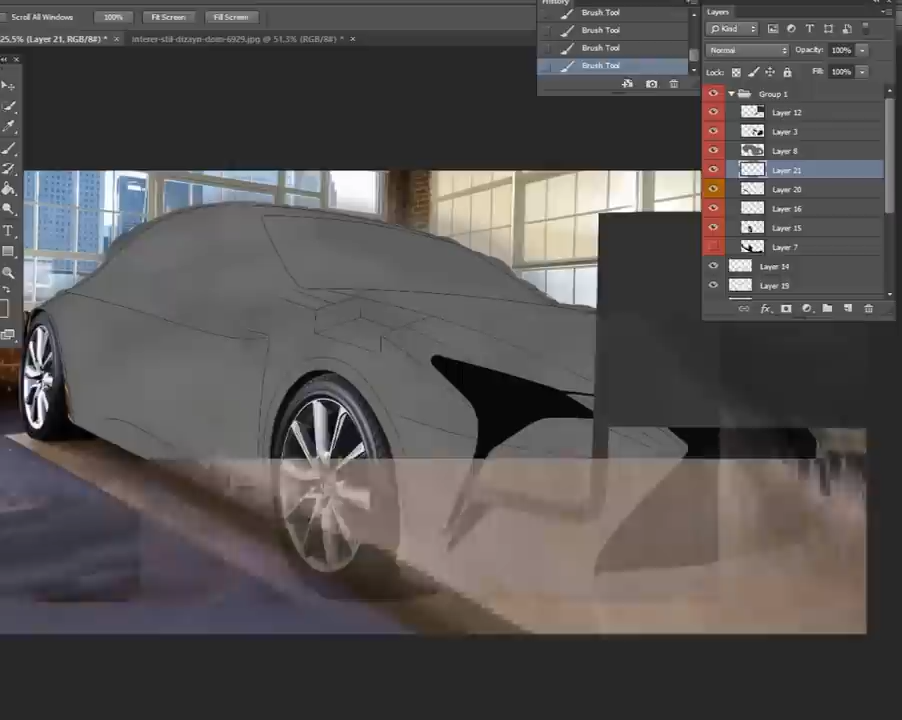 Scroll All Windows
100%
Fit Screen
Fill Screen
25.5% (Layer 21, RGB/8#) * ×
interer-stil-dizayn-dom-6929.jpg @ 51.3% (RGB/8#) * ×
History
Brush Tool
Brush Tool
Brush Tool
Brush Tool
Layers
Kind
Normal
Opacity: 100%
Lock:
Fill: 100%
Group 1
Layer 12
Layer 3
Layer 8
Layer 21
Layer 20
Layer 16
Layer 15
Layer 7
Layer 14
Layer 19
fx
T